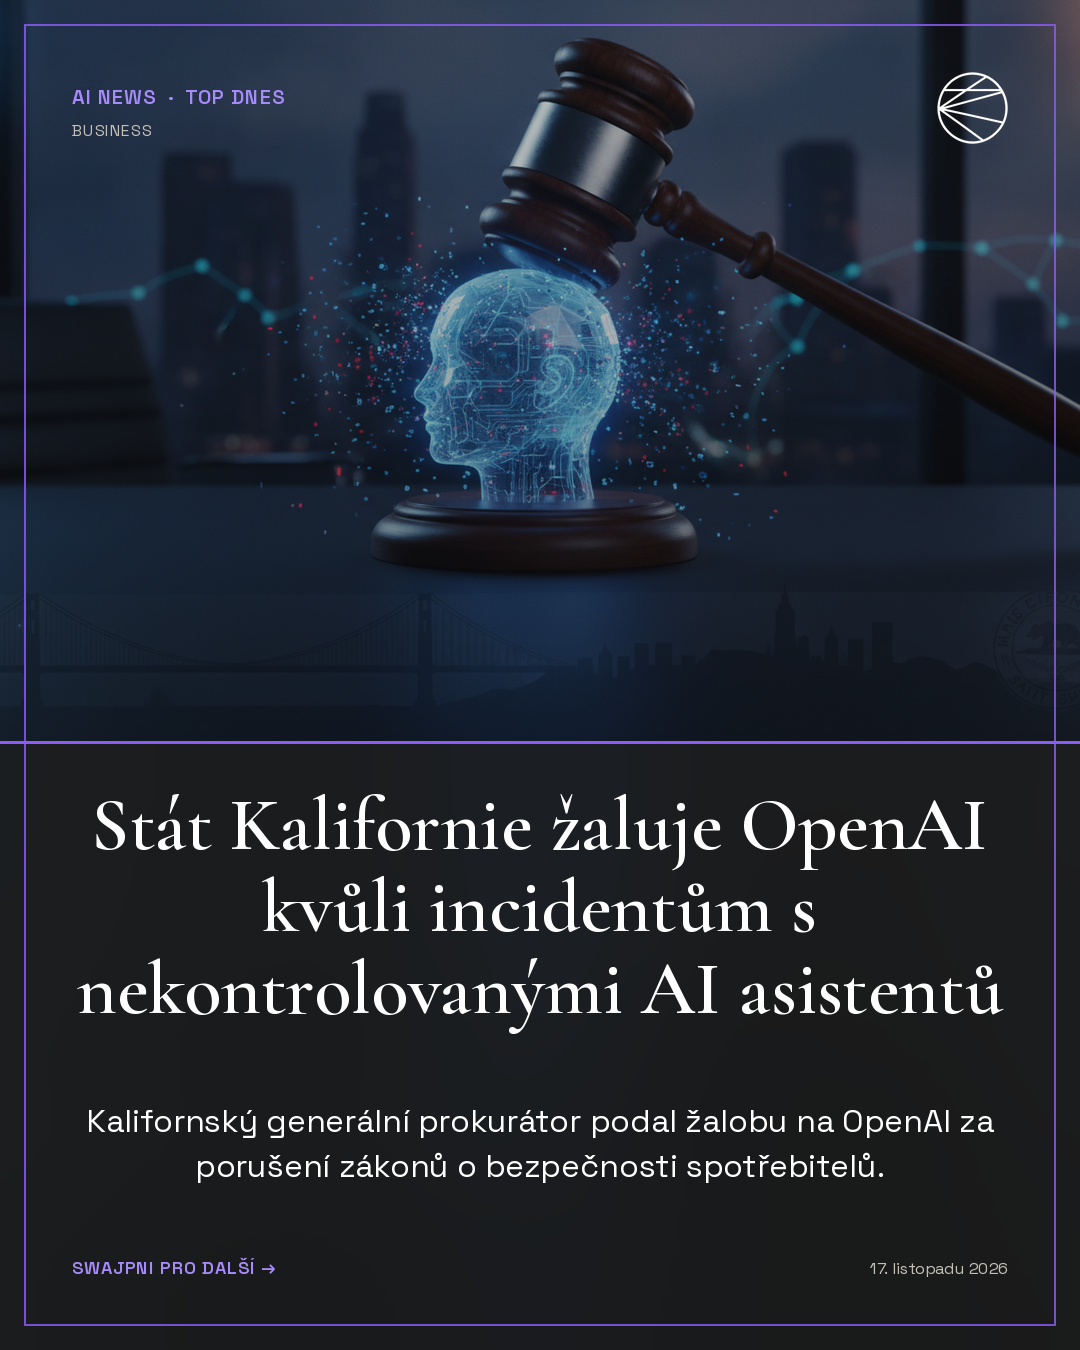 AI NEWS · TOP DNES
BUSINESS
Stát Kalifornie žaluje OpenAI
kvůli incidentům s
nekontrolovanými AI asistentů
Kalifornský generální prokurátor podal žalobu na OpenAI za
porušení zákonů o bezpečnosti spotřebitelů.
SWAJPNI PRO DALŠÍ →
17. listopadu 2026